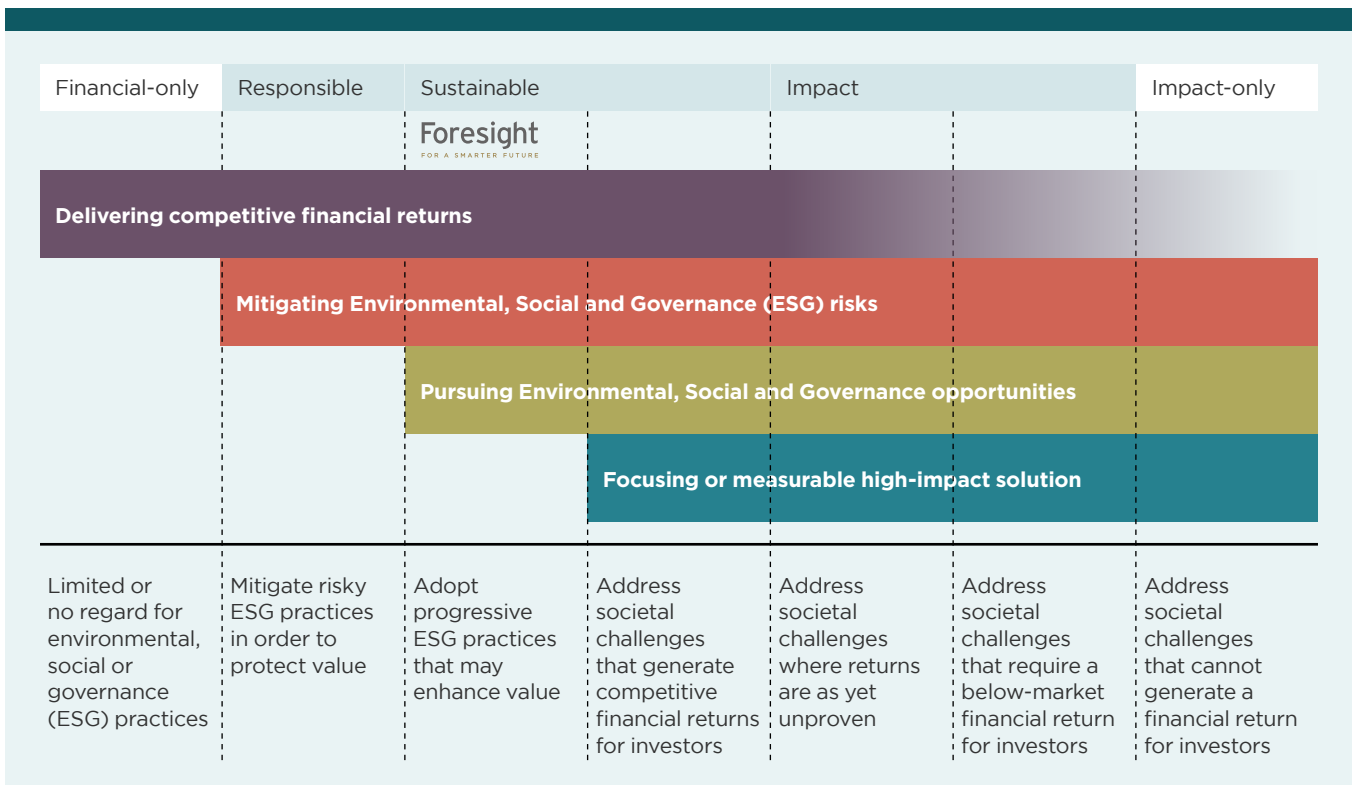 Financial-only
Responsible
Sustainable
Impact
Impact-only
Foresight
FOR A SMARTER FUTURE
Delivering competitive financial returns
Mitigating Environmental, Social and Governance (ESG) risks
Pursuing Environmental, Social and Governance opportunities
Focusing or measurable high-impact solution
Limited or
no regard for
environmental,
social or
governance
(ESG) practices
Mitigate risky
ESG practices
in order to
protect value
Adopt
progressive
ESG practices
that may
enhance value
Address
societal
challenges
that generate
competitive
financial returns
for investors
Address
societal
challenges
where returns
are as yet
unproven
Address
societal
challenges
that require a
below-market
financial return
for investors
Address
societal
challenges
that cannot
generate a
financial return
for investors